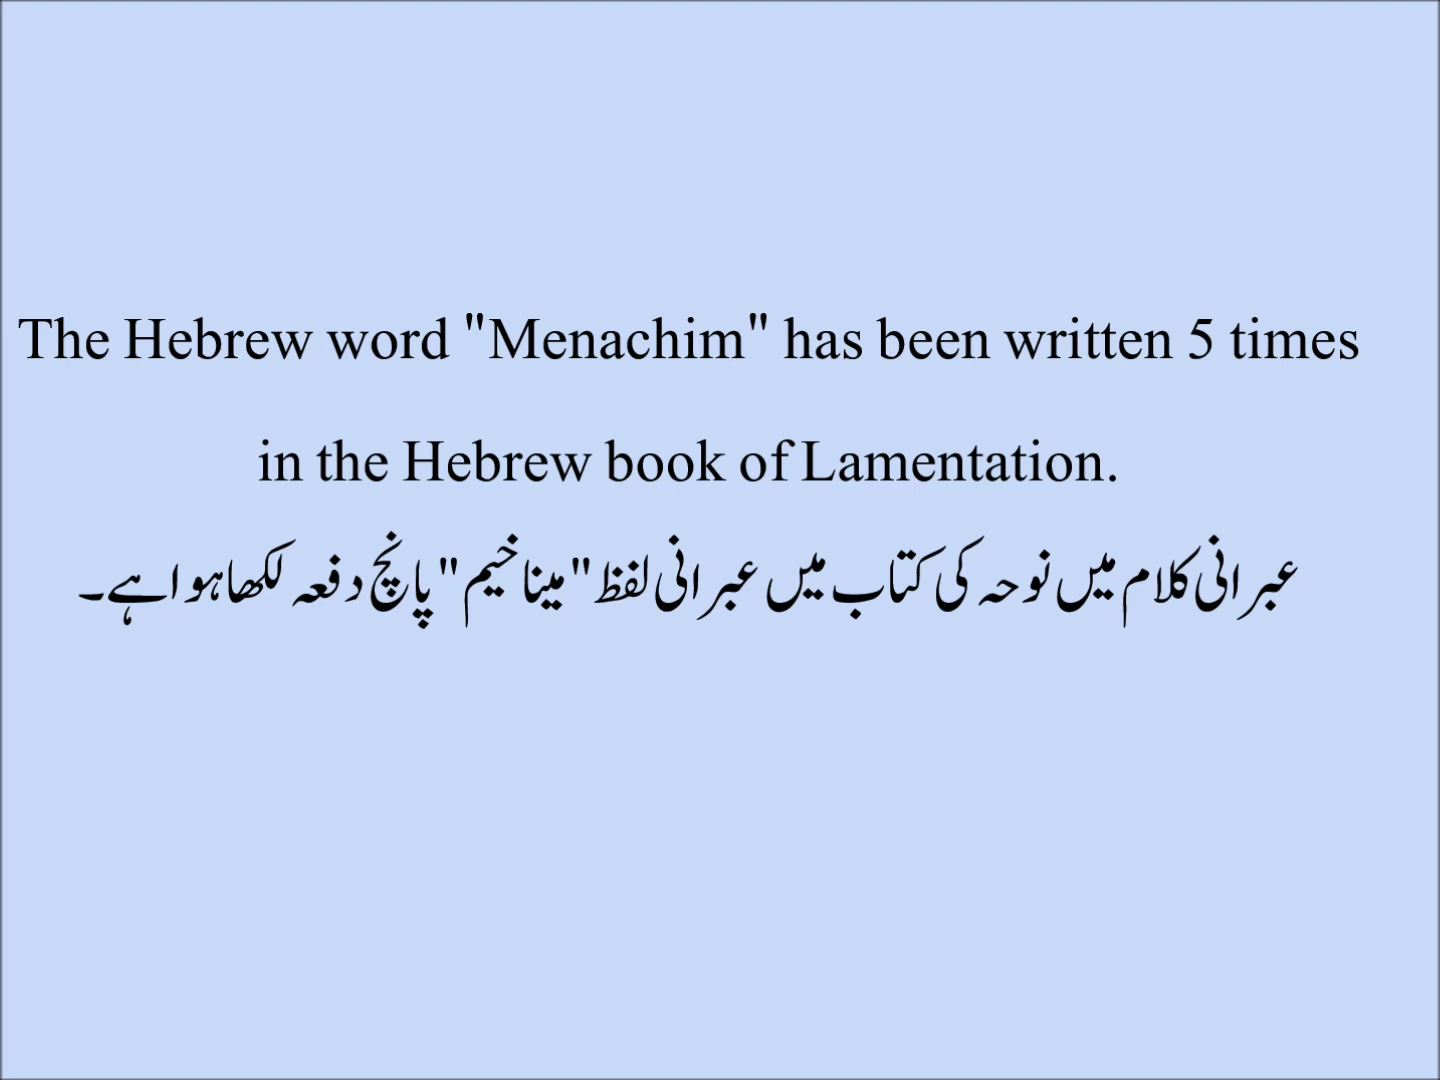 The Hebrew word "Menachim" has been written 5 times
in the Hebrew book of Lamentation.
عبرانی کلام میں نوحہ کی کتاب میں عبرانی لفظ "میناخیم" پانچ دفعہ لکھا ہوا ہے۔